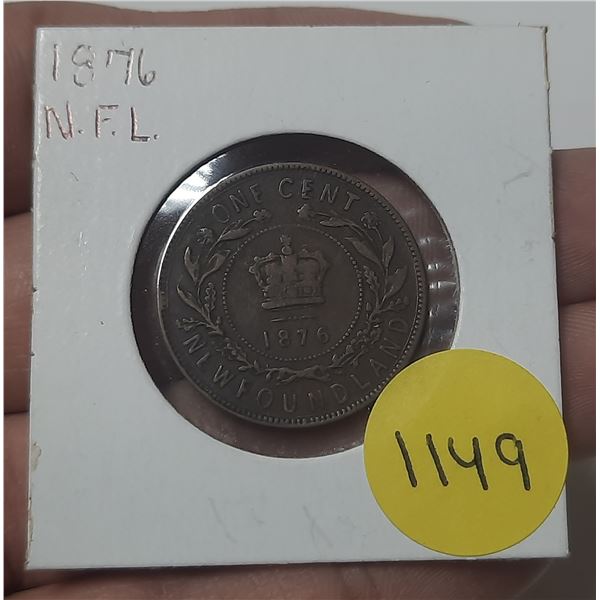 1876
N.F.L.
ONE CENT
1876
NEWFOUNDLAND
1149